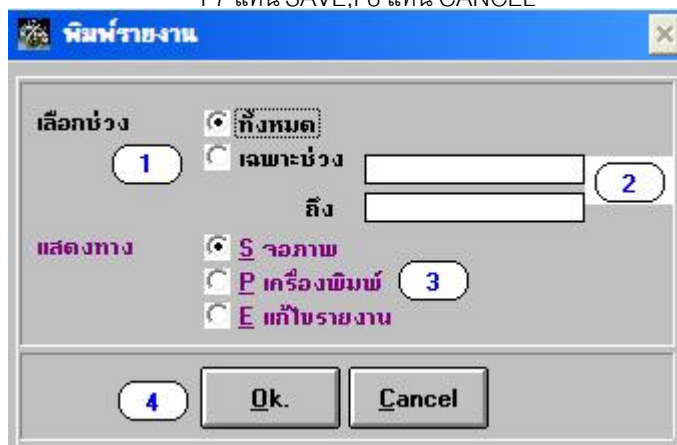 F7 แทน SAVE,F8 แทน CANCEL
พิมพ์รายงาน
เลือกช่วง ทั้งหมด
1 เฉพาะช่วง
2
ถึง
แสดงทาง S จอภาพ
P เครื่องพิมพ์ 3
E แก้ไขรายงาน
4 Ok. Cancel